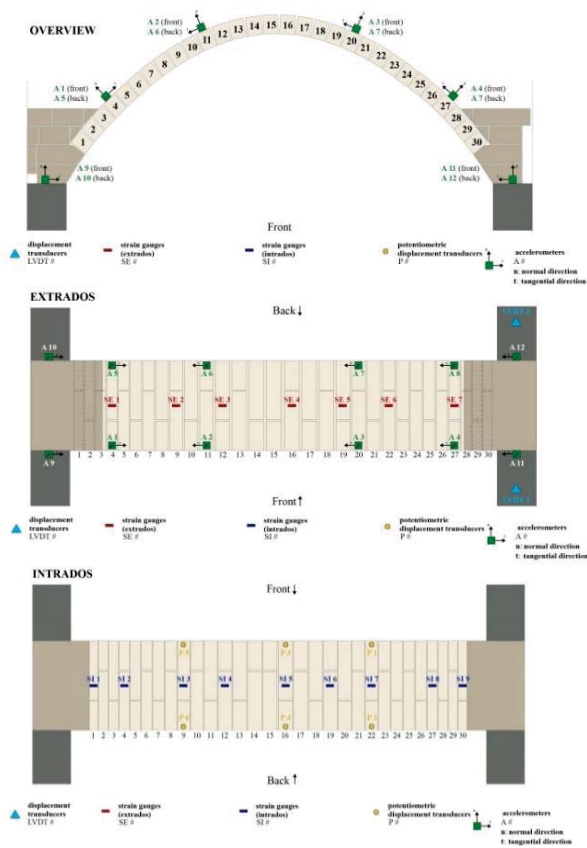 OVERVIEW
A 2 (front)
A 6 (back)
A 3 (front)
A 7 (back)
A 1 (front)
A 5 (back)
A 4 (front)
A 7 (back)
1 2 3 4 5 6 7 8 9 10 11 12 13 14 15 16 17 18 19 20 21 22 23 24 25 26 27 28 29 30
A 9 (front)
A 10 (back)
A 11 (front)
A 12 (back)
Front
displacement transducers
LVDT #
strain gauges (extrados)
SE #
strain gauges (intrados)
SI #
potentiometric displacement transducers
P #
accelerometers
A #
n: normal direction
t: tangential direction
EXTRADOS
Back↓
LVDT 2
A 10
A 12
A 5
A 6
A 7
A 8
SE 1
SE 2
SE 3
SE 4
SE 5
SE 6
SE 7
A 1
A 2
A 3
A 4
A 9
A 11
1 2 3 4 5 6 7 8 9 10 11 12 13 14 15 16 17 18 19 20 21 22 23 24 25 26 27 28 29 30
LVDT 1
Front↑
displacement transducers
LVDT #
strain gauges (extrados)
SE #
strain gauges (intrados)
SI #
potentiometric displacement transducers
P #
accelerometers
A #
n: normal direction
t: tangential direction
INTRADOS
Front↓
P 5
P 3
P 1
SI 1
SI 2
SI 3
SI 4
SI 5
SI 6
SI 7
SI 8
SI 9
P 6
P 4
P 2
1 2 3 4 5 6 7 8 9 10 11 12 13 14 15 16 17 18 19 20 21 22 23 24 25 26 27 28 29 30
Back ↑
displacement transducers
LVDT #
strain gauges (extrados)
SE #
strain gauges (intrados)
SI #
potentiometric displacement transducers
P #
accelerometers
A #
n: normal direction
t: tangential direction